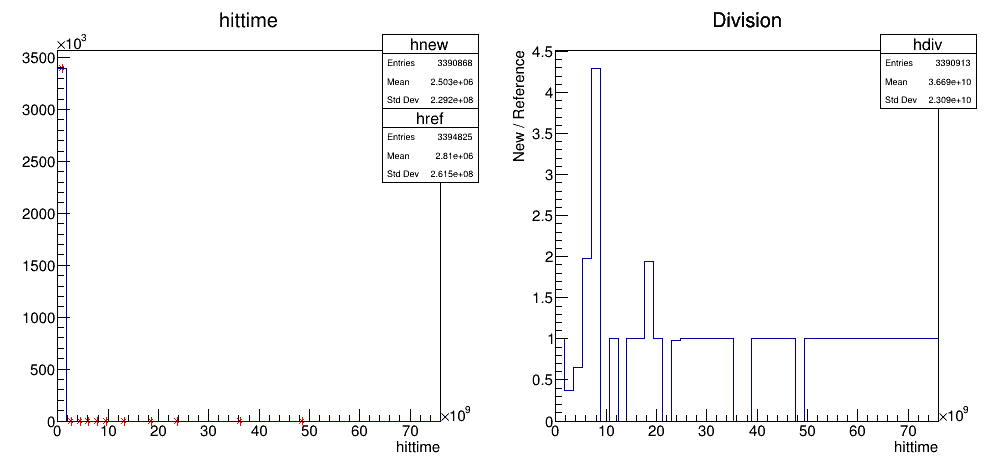 hittime
×10³
3500
3000
2500
2000
1500
1000
500
0
0 10 20 30 40 50 60 70
×10⁹
hittime
hnew
Entries 3390868
Mean 2.503e+06
Std Dev 2.292e+08
href
Entries 3394825
Mean 2.81e+06
Std Dev 2.615e+08
Division
New / Reference
4.5
4
3.5
3
2.5
2
1.5
1
0.5
0
0 10 20 30 40 50 60 70
×10⁹
hittime
hdiv
Entries 3390913
Mean 3.669e+10
Std Dev 2.309e+10